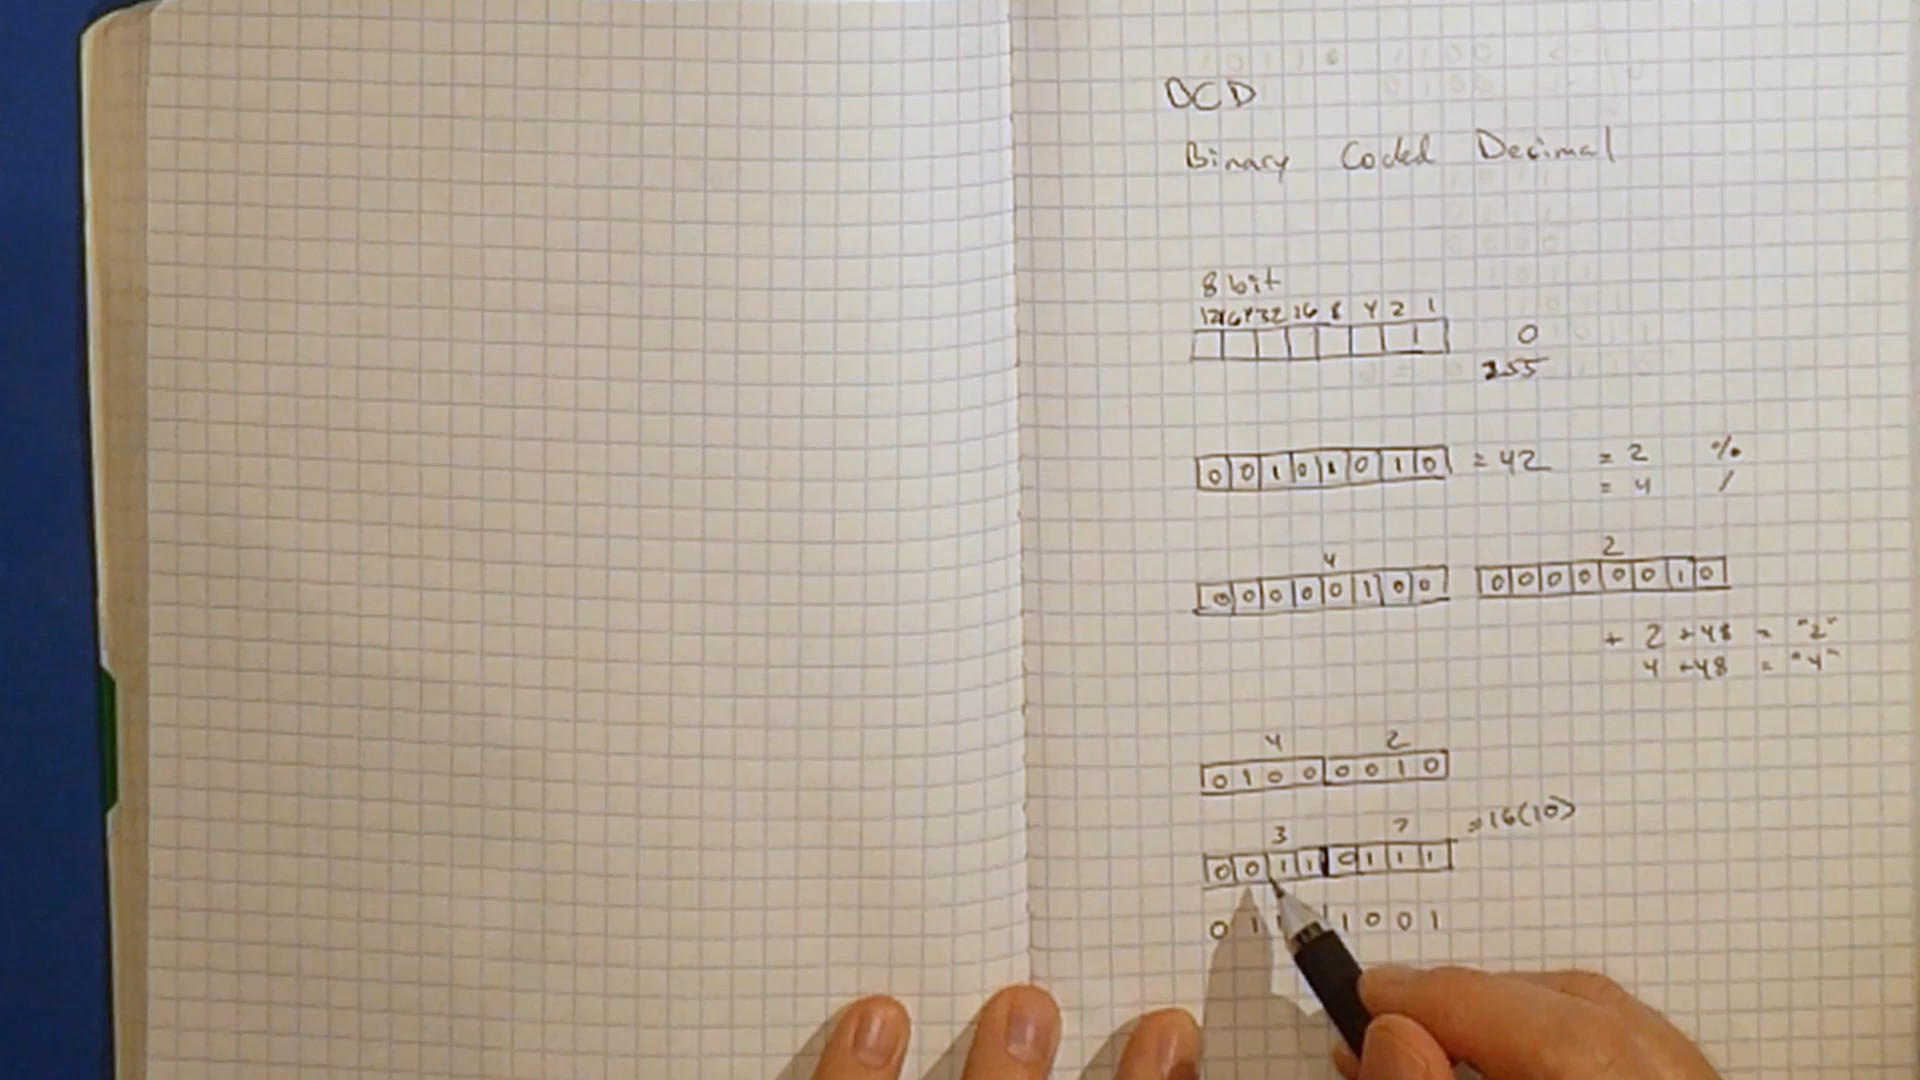 BCD
Binary Coded Decimal
8 bit
128 64 32 16 8 4 2 1
1 0
255
0 0 1 0 1 0 1 0 = 42 = 2 %
= 4 /
4 2
0 0 0 0 0 1 0 0 0 0 0 0 0 0 1 0
+ 2 +48 = "2"
4 +48 = "4"
4 2
0 1 0 0 0 0 1 0
3 7 =16(10)
0 0 1 1 0 1 1 1
0 1 1 1 0 0 1